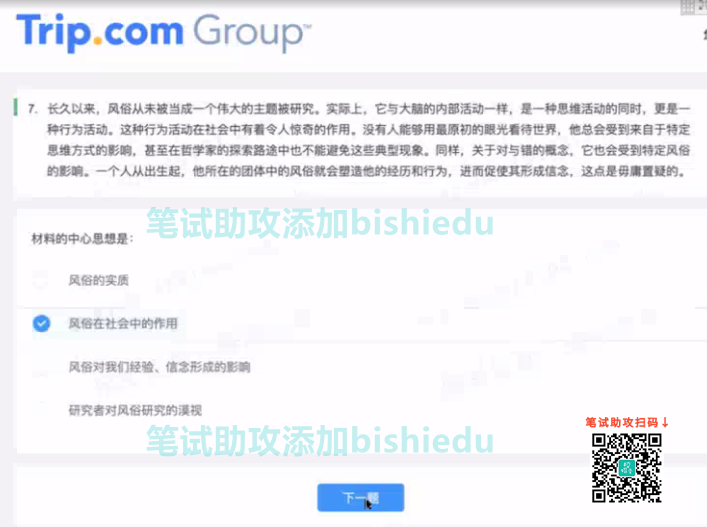 Trip.com Group™
7. 长久以来，风俗从未被当成一个伟大的主题被研究。实际上，它与大脑的内部活动一样，是一种思维活动的同时，更是一
种行为活动。这种行为活动在社会中有着令人惊奇的作用。没有人能够用最原初的眼光看待世界，他总会受到来自于特定
思维方式的影响，甚至在哲学家的探索路途中也不能避免这些典型现象。同样，关于对与错的概念，它也会受到特定风俗
的影响。一个人从出生起，他所在的团体中的风俗就会塑造他的经历和行为，进而促使其形成信念，这点是毋庸置疑的。
笔试助攻添加bishiedu
材料的中心思想是：
风俗的实质
风俗在社会中的作用
风俗对我们经验、信念形成的影响
研究者对风俗研究的漠视
笔试助攻扫码↓
笔试助攻添加bishiedu
下一题